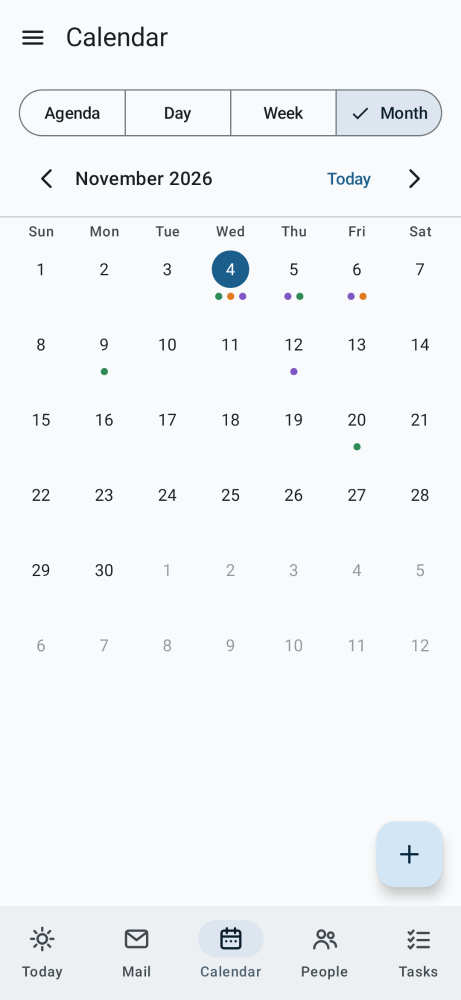 Calendar
Agenda Day Week Month
November 2026 Today
Sun Mon Tue Wed Thu Fri Sat
1 2 3 4 5 6 7
8 9 10 11 12 13 14
15 16 17 18 19 20 21
22 23 24 25 26 27 28
29 30 1 2 3 4 5
6 7 8 9 10 11 12
Today Mail Calendar People Tasks